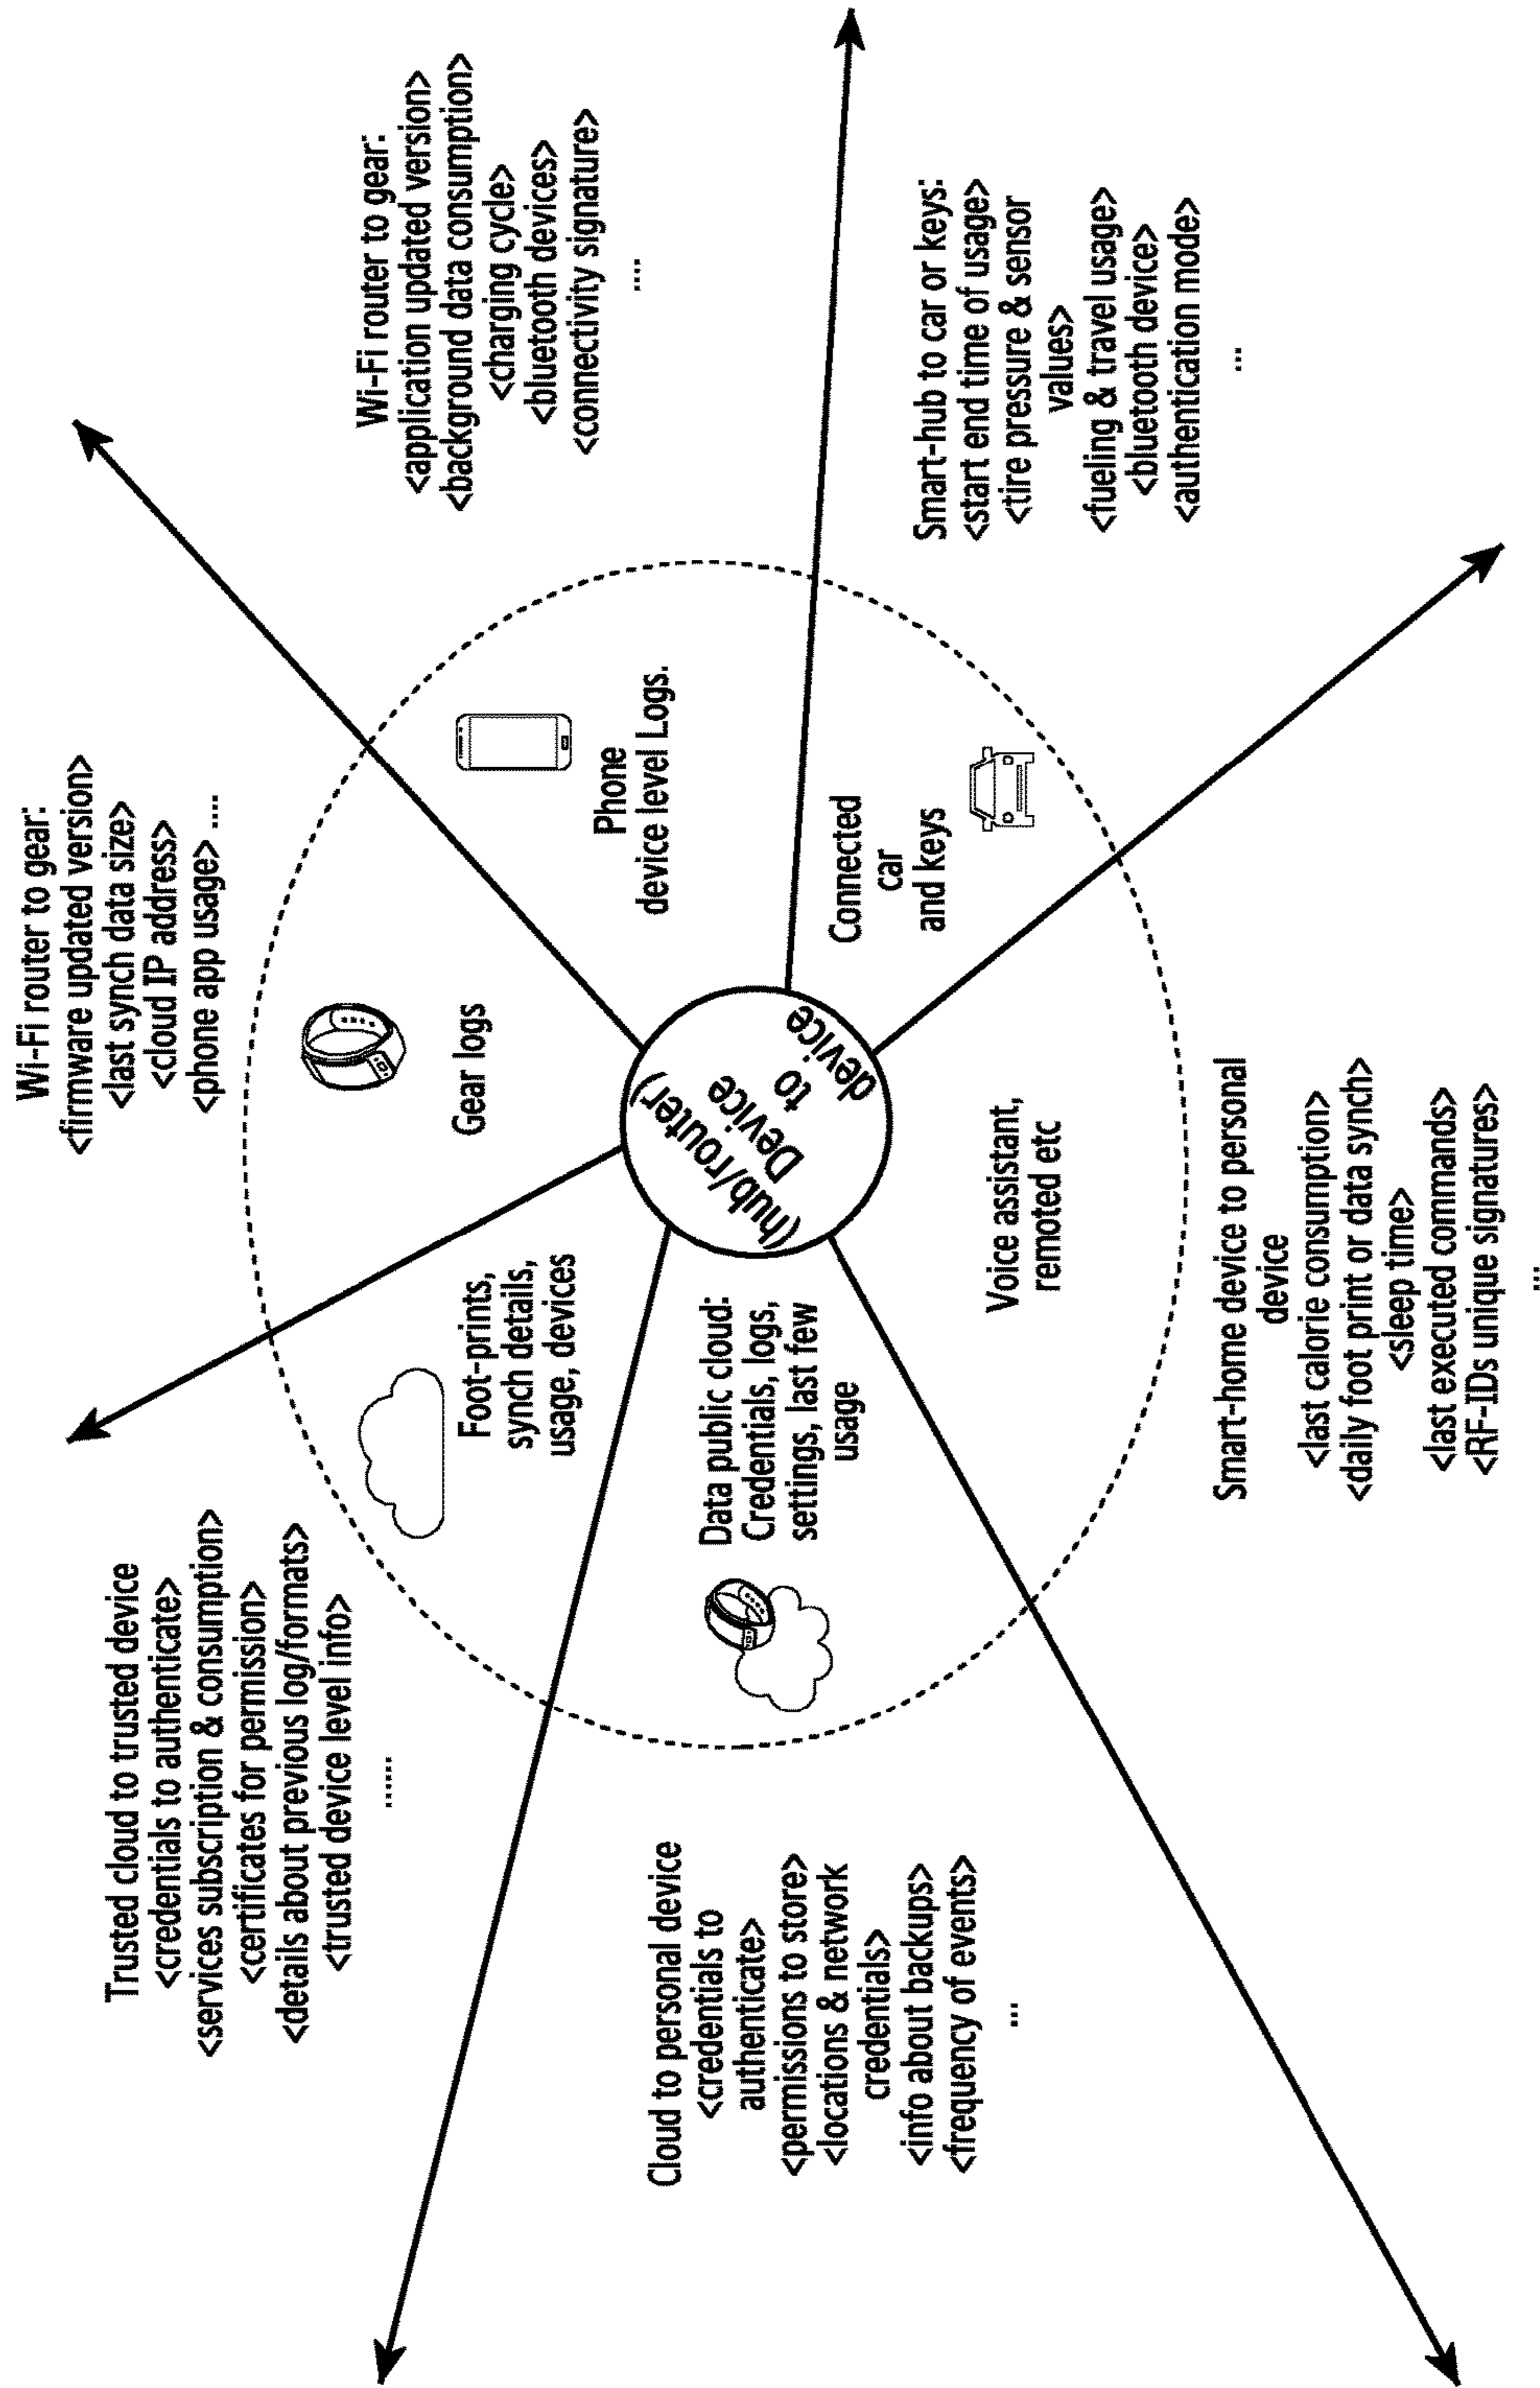 Trusted cloud to trusted device
<credentials to authenticate>
<services subscription & consumption>
<certificates for permission>
<details about previous log/formats>
<trusted device level info>
......
Wi-Fi router to gear:
<firmware updated version>
<last synch data size>
<cloud IP address>
<phone app usage> ....
Wi-Fi router to gear:
<application updated version>
<background data consumption>
<charging cycle>
<bluetooth devices>
<connectivity signature>
....
Foot-prints,
synch details,
usage, devices
Gear logs
Phone
device level Logs.
Cloud to personal device
<credentials to
authenticate>
<permissions to store>
<locations & network
credentials>
<info about backups>
<frequency of events>
...
Data public cloud:
Credentials, logs,
settings, last few
usage
(hub/router)
Device
to
device
Connected
car
and keys
Smart-hub to car or keys:
<start end time of usage>
<tire pressure & sensor
values>
<fueling & travel usage>
<bluetooth device>
<authentication mode>
...
Voice assistant,
remoted etc
Smart-home device to personal
device
<last calorie consumption>
<daily foot print or data synch>
<sleep time>
<last executed commands>
<RF-IDs unique signatures>
...